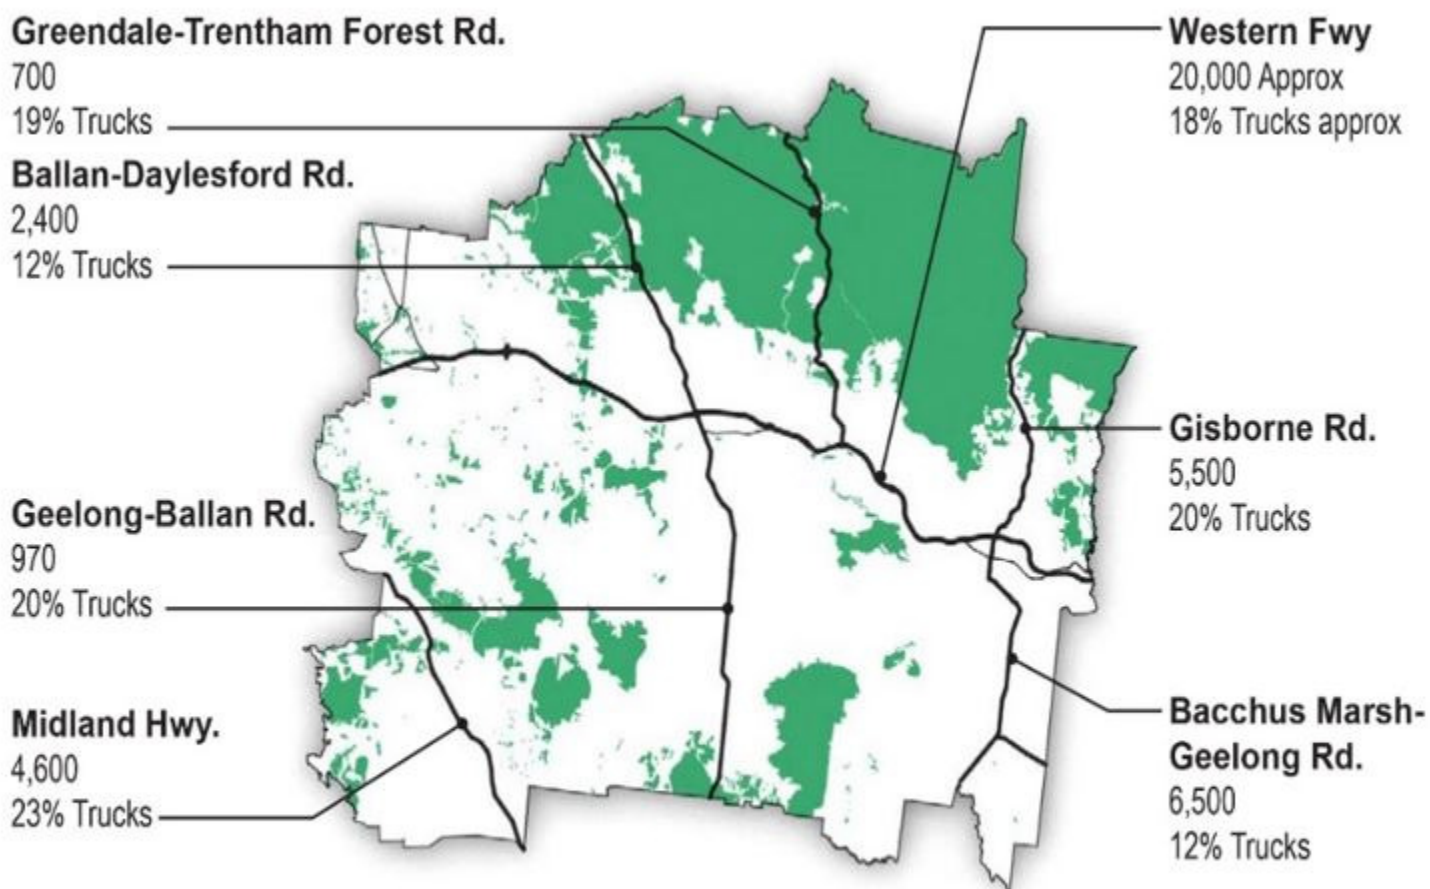 Greendale-Trentham Forest Rd.
700
19% Trucks
Ballan-Daylesford Rd.
2,400
12% Trucks
Geelong-Ballan Rd.
970
20% Trucks
Midland Hwy.
4,600
23% Trucks
Western Fwy
20,000 Approx
18% Trucks approx
Gisborne Rd.
5,500
20% Trucks
Bacchus Marsh-
Geelong Rd.
6,500
12% Trucks